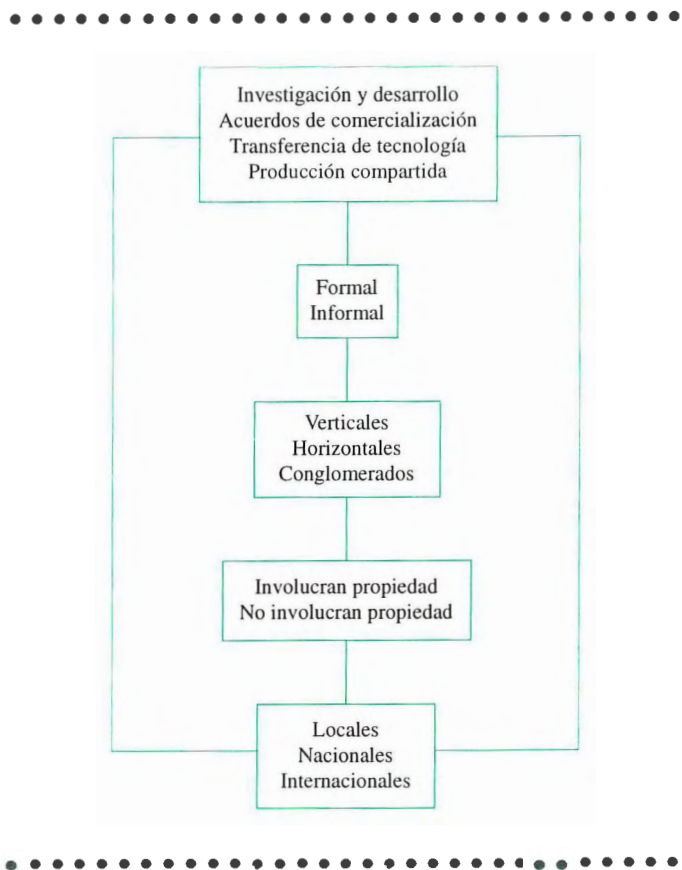 Investigación y desarrollo
Acuerdos de comercialización
Transferencia de tecnología
Producción compartida
Formal
Informal
Verticales
Horizontales
Conglomerados
Involucran propiedad
No involucran propiedad
Locales
Nacionales
Internacionales